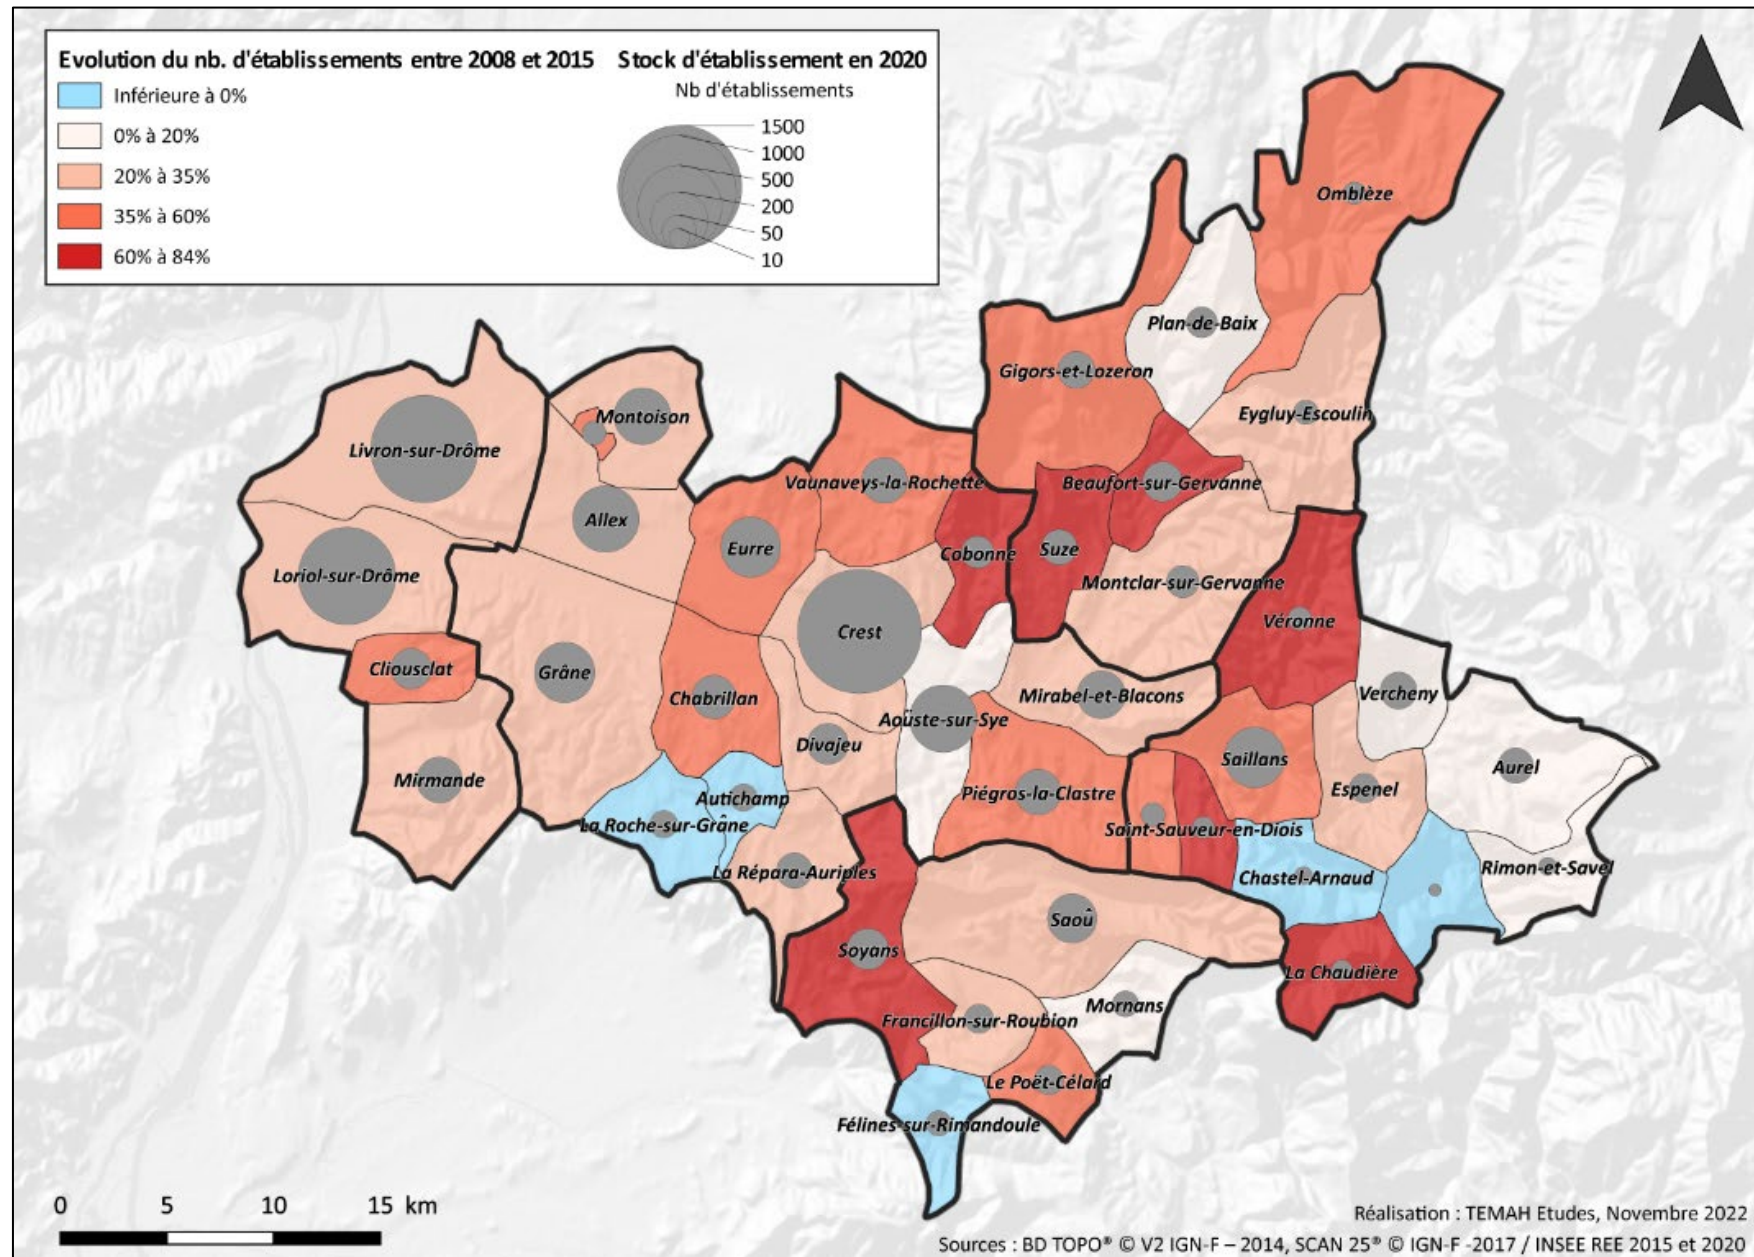 Evolution du nb. d'établissements entre 2008 et 2015
Inférieure à 0%
0% à 20%
20% à 35%
35% à 60%
60% à 84%
Stock d'établissement en 2020
Nb d'établissements
1500
1000
500
200
50
10
Omblèze
Plan-de-Baix
Gigors-et-Lozeron
Eygluy-Escoulin
Montoison
Livron-sur-Drôme
Vaunaveys-la-Rochette
Beaufort-sur-Gervanne
Allex
Eurre
Cobonne
Suze
Loriol-sur-Drôme
Montclar-sur-Gervanne
Véronne
Crest
Cliousclat
Grâne
Chabrillan
Mirabel-et-Blacons
Vercheny
Aoûste-sur-Sye
Divajeu
Saillans
Aurel
Mirmande
Autichamp
Piégros-la-Clastre
Espenel
La Roche-sur-Grâne
Saint-Sauveur-en-Diois
La Répara-Auriples
Chastel-Arnaud
Rimon-et-Savel
Saoû
Soyans
La Chaudière
Mornans
Francillon-sur-Roubion
Le Poët-Célard
Félines-sur-Rimandoule
0 5 10 15 km
Réalisation : TEMAH Etudes, Novembre 2022
Sources : BD TOPO® © V2 IGN-F – 2014, SCAN 25® © IGN-F -2017 / INSEE REE 2015 et 2020